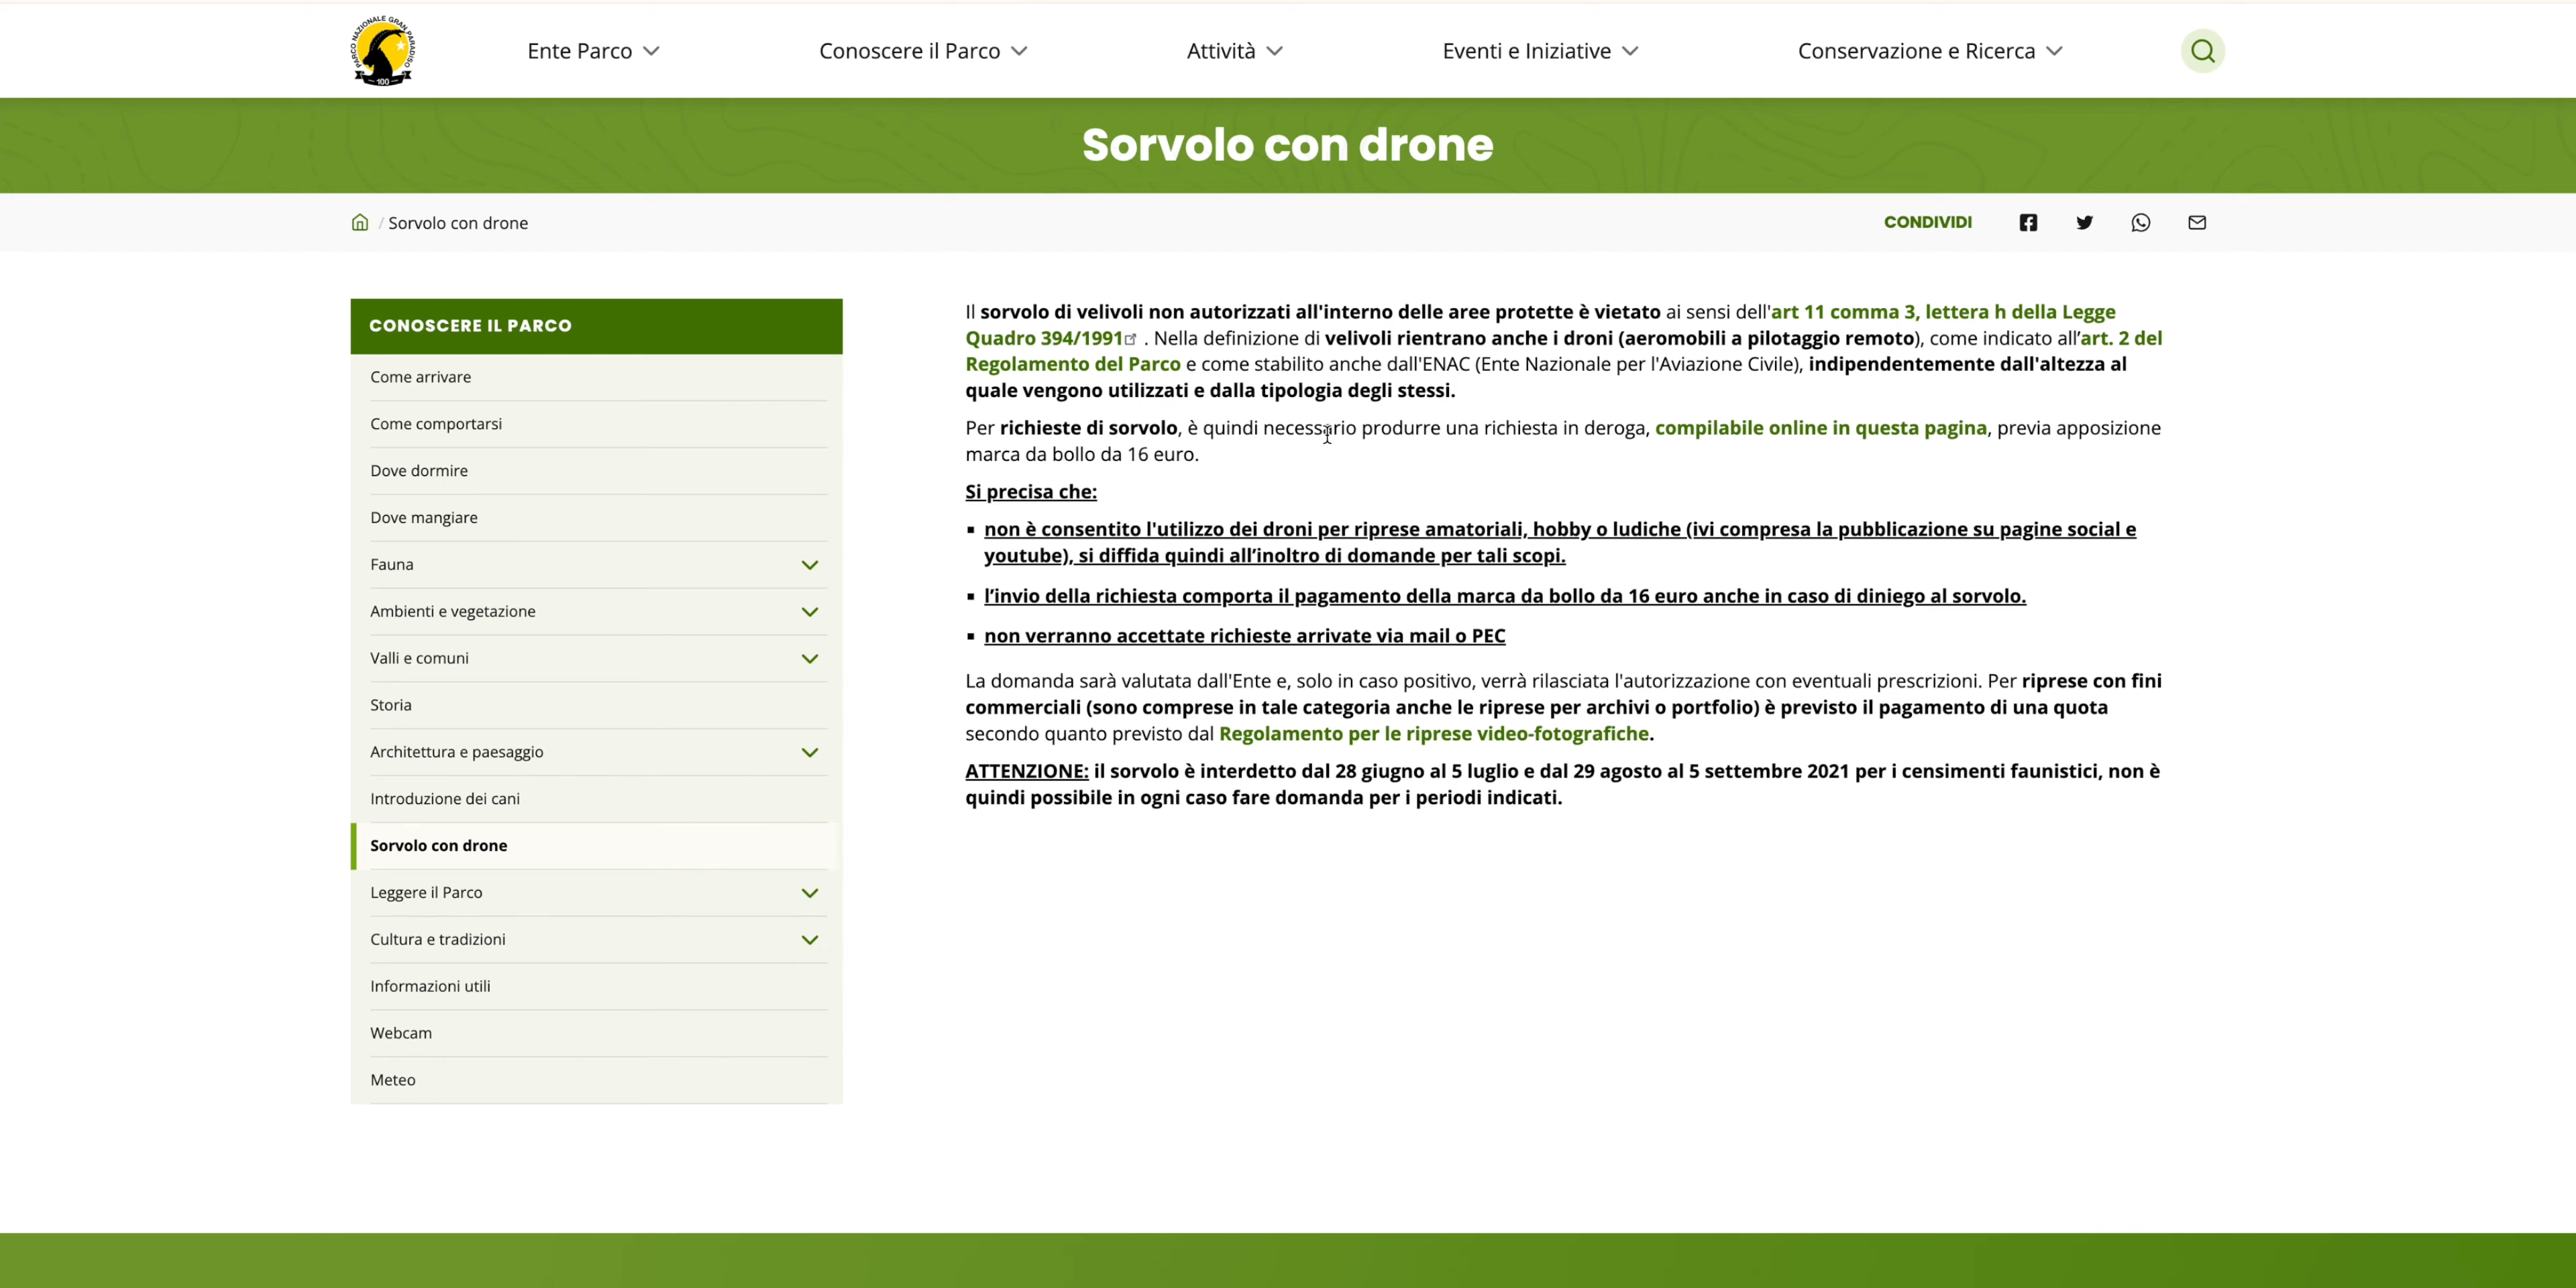 PARCO NAZIONALE GRAN PARADISO
100
Ente Parco
Conoscere il Parco
Attività
Eventi e Iniziative
Conservazione e Ricerca
Sorvolo con drone
/ Sorvolo con drone
CONDIVIDI
CONOSCERE IL PARCO
Come arrivare
Come comportarsi
Dove dormire
Dove mangiare
Fauna
Ambienti e vegetazione
Valli e comuni
Storia
Architettura e paesaggio
Introduzione dei cani
Sorvolo con drone
Leggere il Parco
Cultura e tradizioni
Informazioni utili
Webcam
Meteo
Il sorvolo di velivoli non autorizzati all'interno delle aree protette è vietato ai sensi dell'art 11 comma 3, lettera h della Legge
Quadro 394/1991 . Nella definizione di velivoli rientrano anche i droni (aeromobili a pilotaggio remoto), come indicato all’art. 2 del
Regolamento del Parco e come stabilito anche dall'ENAC (Ente Nazionale per l'Aviazione Civile), indipendentemente dall'altezza al
quale vengono utilizzati e dalla tipologia degli stessi.
Per richieste di sorvolo, è quindi necessario produrre una richiesta in deroga, compilabile online in questa pagina, previa apposizione
marca da bollo da 16 euro.
Si precisa che:
▪ non è consentito l'utilizzo dei droni per riprese amatoriali, hobby o ludiche (ivi compresa la pubblicazione su pagine social e
youtube), si diffida quindi all’inoltro di domande per tali scopi.
▪ l’invio della richiesta comporta il pagamento della marca da bollo da 16 euro anche in caso di diniego al sorvolo.
▪ non verranno accettate richieste arrivate via mail o PEC
La domanda sarà valutata dall'Ente e, solo in caso positivo, verrà rilasciata l'autorizzazione con eventuali prescrizioni. Per riprese con fini
commerciali (sono comprese in tale categoria anche le riprese per archivi o portfolio) è previsto il pagamento di una quota
secondo quanto previsto dal Regolamento per le riprese video-fotografiche.
ATTENZIONE: il sorvolo è interdetto dal 28 giugno al 5 luglio e dal 29 agosto al 5 settembre 2021 per i censimenti faunistici, non è
quindi possibile in ogni caso fare domanda per i periodi indicati.